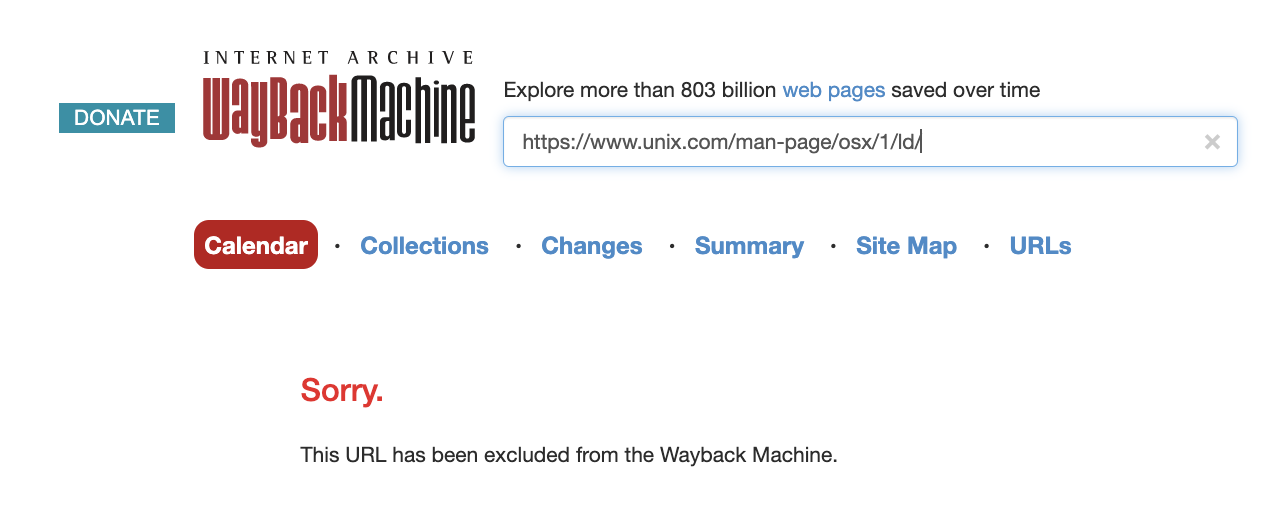 INTERNET ARCHIVE
WayBackMachine
DONATE
Explore more than 803 billion web pages saved over time
https://www.unix.com/man-page/osx/1/ld/
×
Calendar · Collections · Changes · Summary · Site Map · URLs
Sorry.
This URL has been excluded from the Wayback Machine.